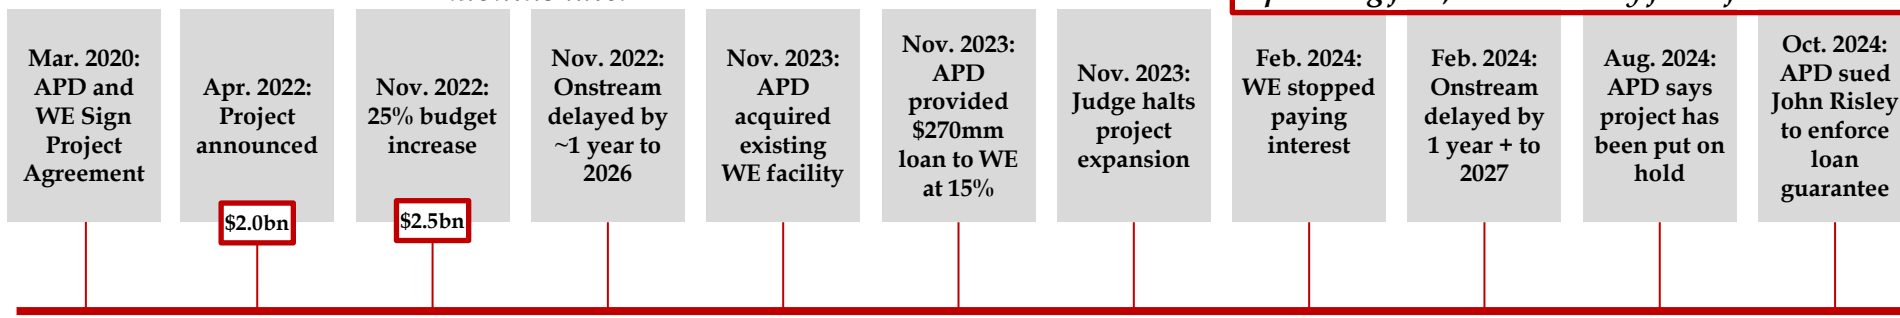 Mar. 2020:
APD and
WE Sign
Project
Agreement
Apr. 2022:
Project
announced
$2.0bn
Nov. 2022:
25% budget
increase
$2.5bn
Nov. 2022:
Onstream
delayed by
~1 year to
2026
Nov. 2023:
APD
acquired
existing
WE facility
Nov. 2023:
APD
provided
$270mm
loan to WE
at 15%
Nov. 2023:
Judge halts
project
expansion
Feb. 2024:
WE stopped
paying
interest
Feb. 2024:
Onstream
delayed by
1 year + to
2027
Aug. 2024:
APD says
project has
been put on
hold
Oct. 2024:
APD sued
John Risley
to enforce
loan
guarantee